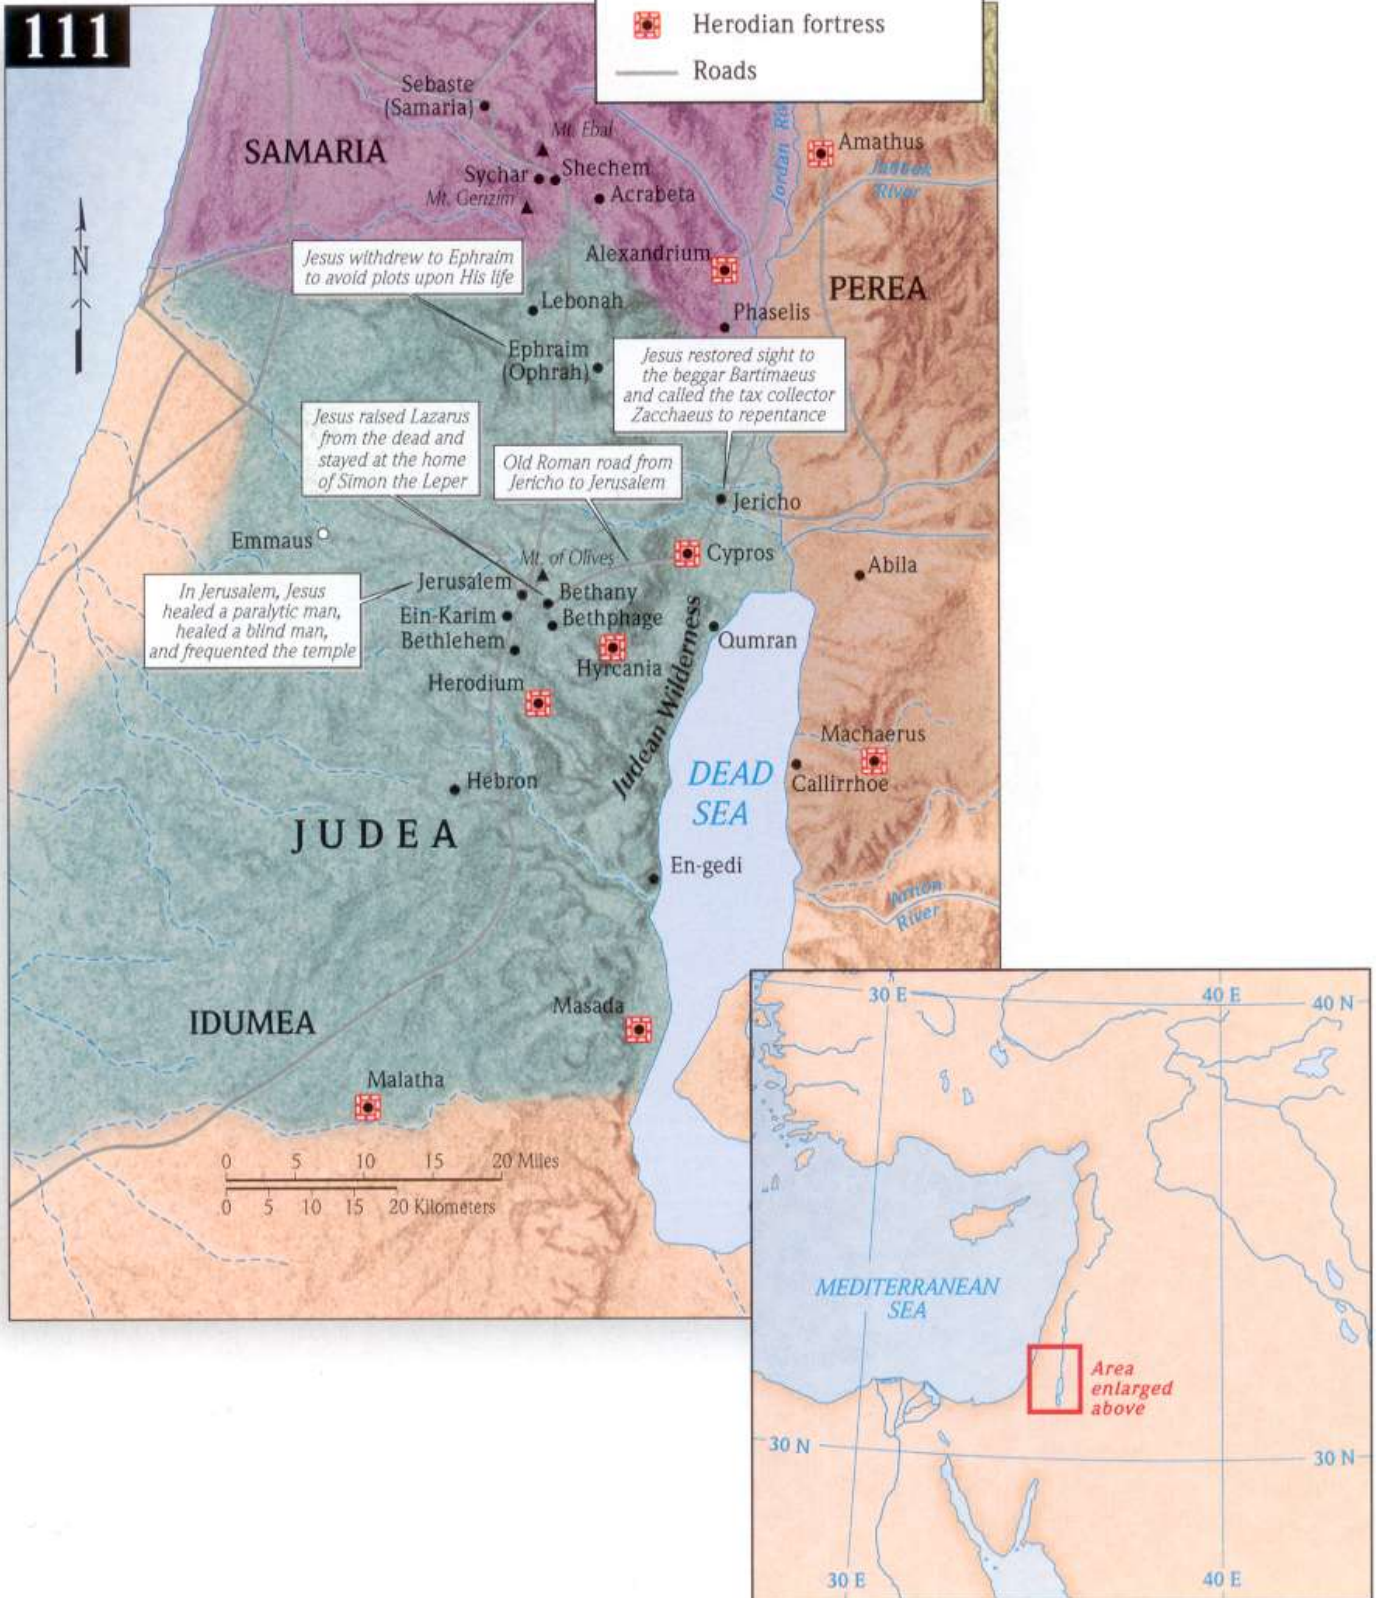 111
Herodian fortress
Roads
Sebaste
(Samaria)
Mt. Ebal
SAMARIA
Sychar
Shechem
Mt. Gerizim
Acrabeta
Jordan
Amathus
Jabbok
River
N
Jesus withdrew to Ephraim
to avoid plots upon His life
Alexandrium
PEREA
Lebonah
Phaselis
Ephraim
(Ophrah)
Jesus restored sight to
the beggar Bartimaeus
and called the tax collector
Zacchaeus to repentance
Jesus raised Lazarus
from the dead and
stayed at the home
of Simon the Leper
Old Roman road from
Jericho to Jerusalem
Jericho
Emmaus
Mt. of Olives
Cypros
Abila
In Jerusalem, Jesus
healed a paralytic man,
healed a blind man,
and frequented the temple
Jerusalem
Bethany
Ein-Karim
Bethphage
Bethlehem
Qumran
Hyrcania
Herodium
Judean Wilderness
Machaerus
DEAD
SEA
Callirrhoe
Hebron
JUDEA
En-gedi
Arnon
River
Masada
IDUMEA
Malatha
0 5 10 15 20 Miles
0 5 10 15 20 Kilometers
30 E
40 E
40 N
MEDITERRANEAN
SEA
Area
enlarged
above
30 N
30 N
30 E
40 E